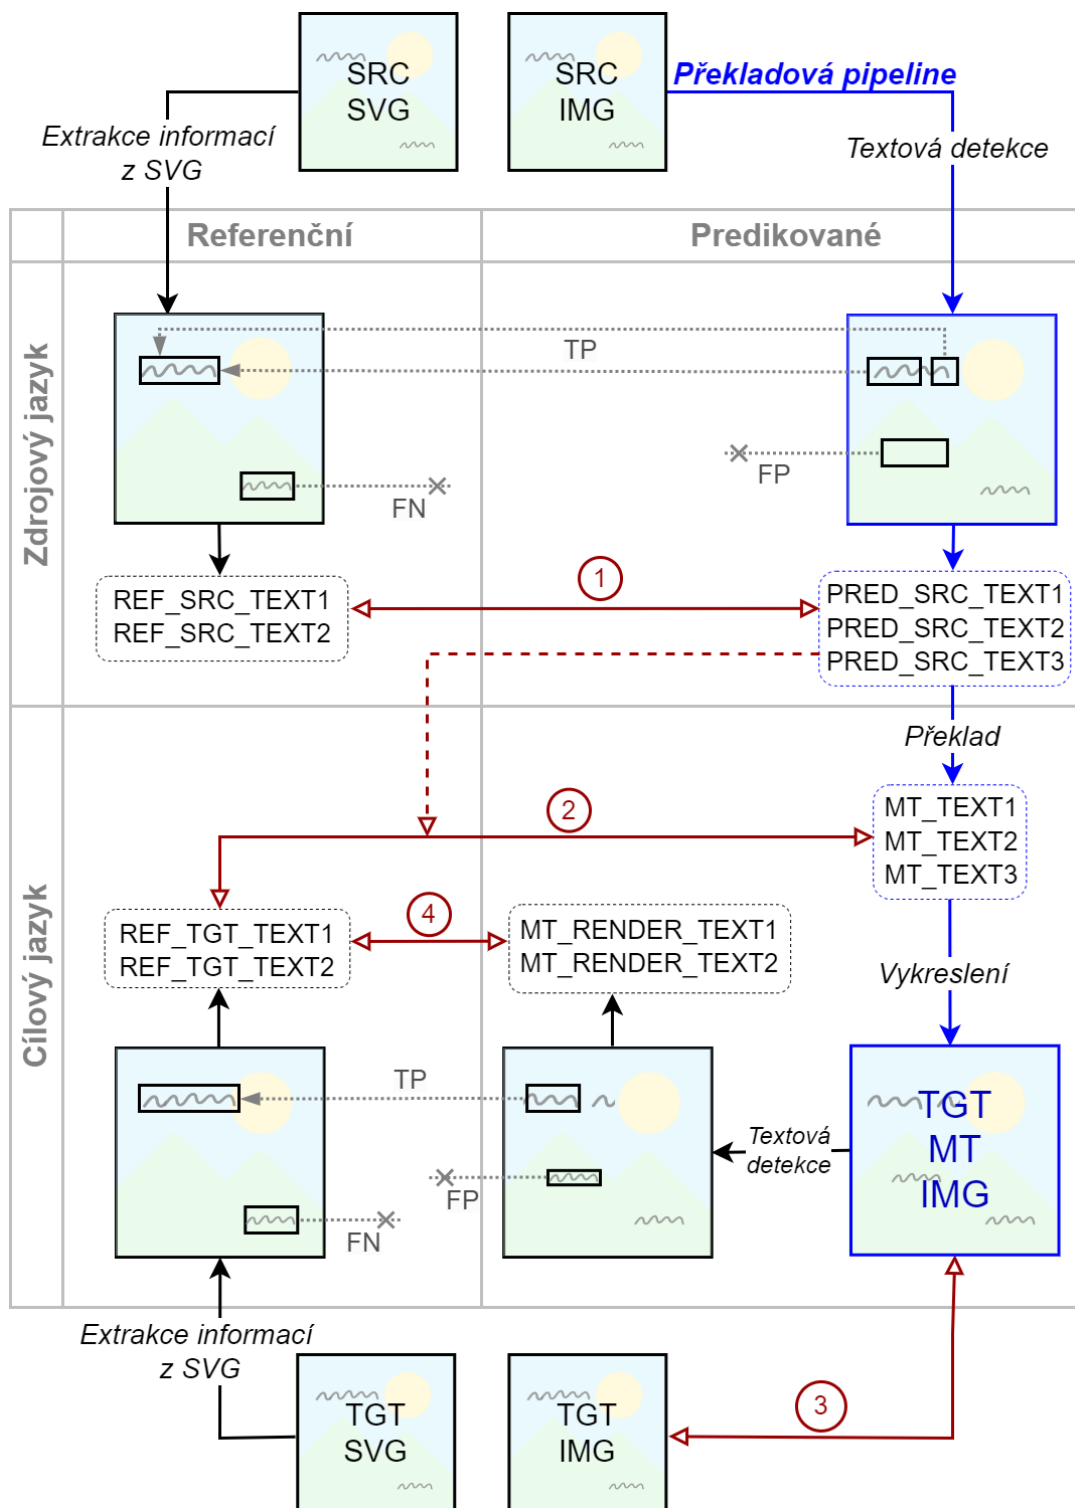 SRC
SVG
SRC
IMG
Překladová pipeline
Extrakce informací
z SVG
Textová detekce
Referenční
Predikované
Zdrojový jazyk
TP
FP
FN
1
REF_SRC_TEXT1
REF_SRC_TEXT2
PRED_SRC_TEXT1
PRED_SRC_TEXT2
PRED_SRC_TEXT3
Překlad
Cílový jazyk
2
MT_TEXT1
MT_TEXT2
MT_TEXT3
4
REF_TGT_TEXT1
REF_TGT_TEXT2
MT_RENDER_TEXT1
MT_RENDER_TEXT2
Vykreslení
TP
FP
FN
Textová
detekce
TGT
MT
IMG
Extrakce informací
z SVG
TGT
SVG
TGT
IMG
3